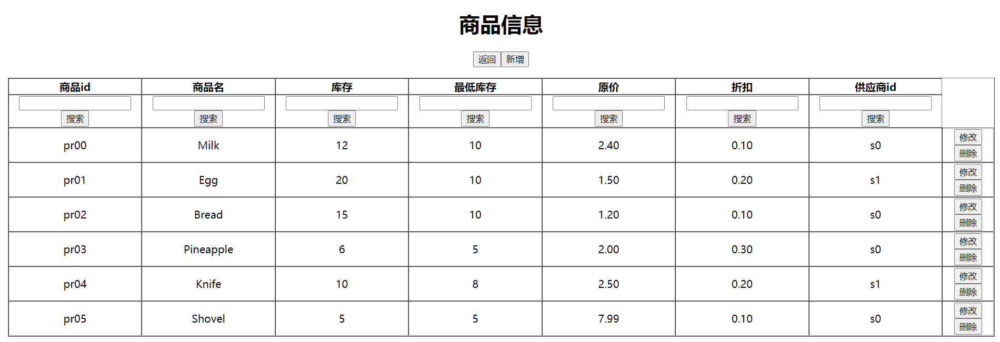 商品信息
返回 新增
商品id 商品名 库存 最低库存 原价 折扣 供应商id
搜索 搜索 搜索 搜索 搜索 搜索 搜索
pr00 Milk 12 10 2.40 0.10 s0 修改
删除
pr01 Egg 20 10 1.50 0.20 s1 修改
删除
pr02 Bread 15 10 1.20 0.10 s0 修改
删除
pr03 Pineapple 6 5 2.00 0.30 s0 修改
删除
pr04 Knife 10 8 2.50 0.20 s1 修改
删除
pr05 Shovel 5 5 7.99 0.10 s0 修改
删除